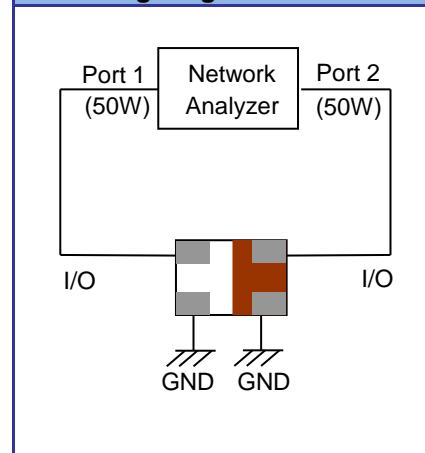 Port 1
(50W)
Network
Analyzer
Port 2
(50W)
I/O
I/O
GND
GND